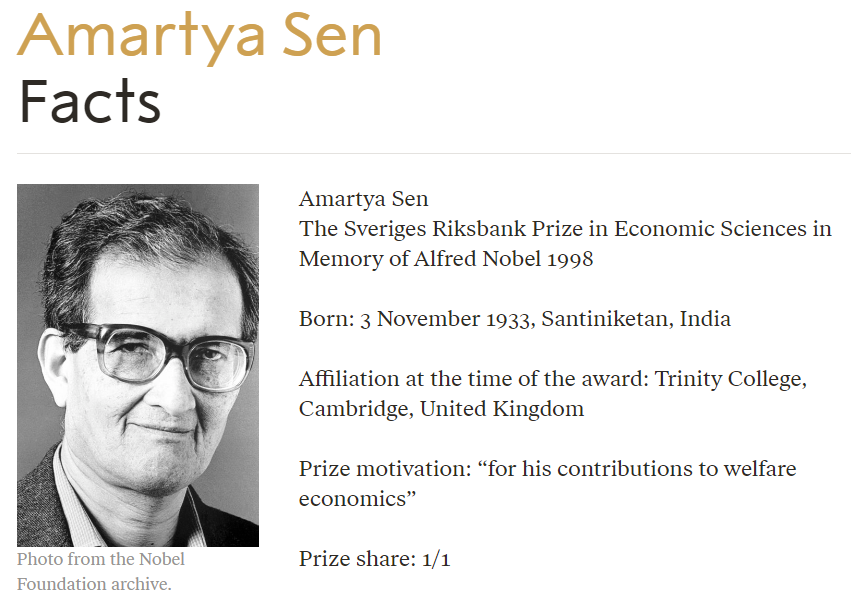 Amartya Sen
Facts
Amartya Sen
The Sveriges Riksbank Prize in Economic Sciences in
Memory of Alfred Nobel 1998
Born: 3 November 1933, Santiniketan, India
Affiliation at the time of the award: Trinity College,
Cambridge, United Kingdom
Prize motivation: “for his contributions to welfare
economics”
Prize share: 1/1
Photo from the Nobel
Foundation archive.